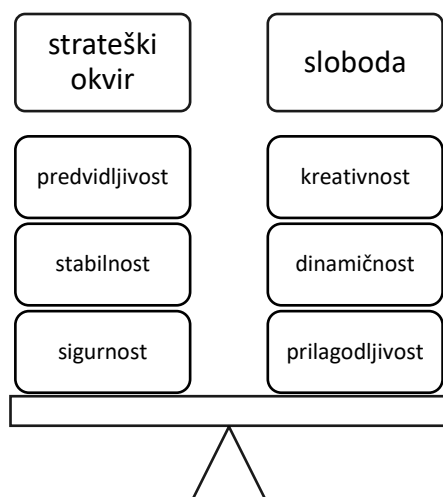 strateški
okvir
sloboda
predvidljivost
kreativnost
stabilnost
dinamičnost
sigurnost
prilagodljivost